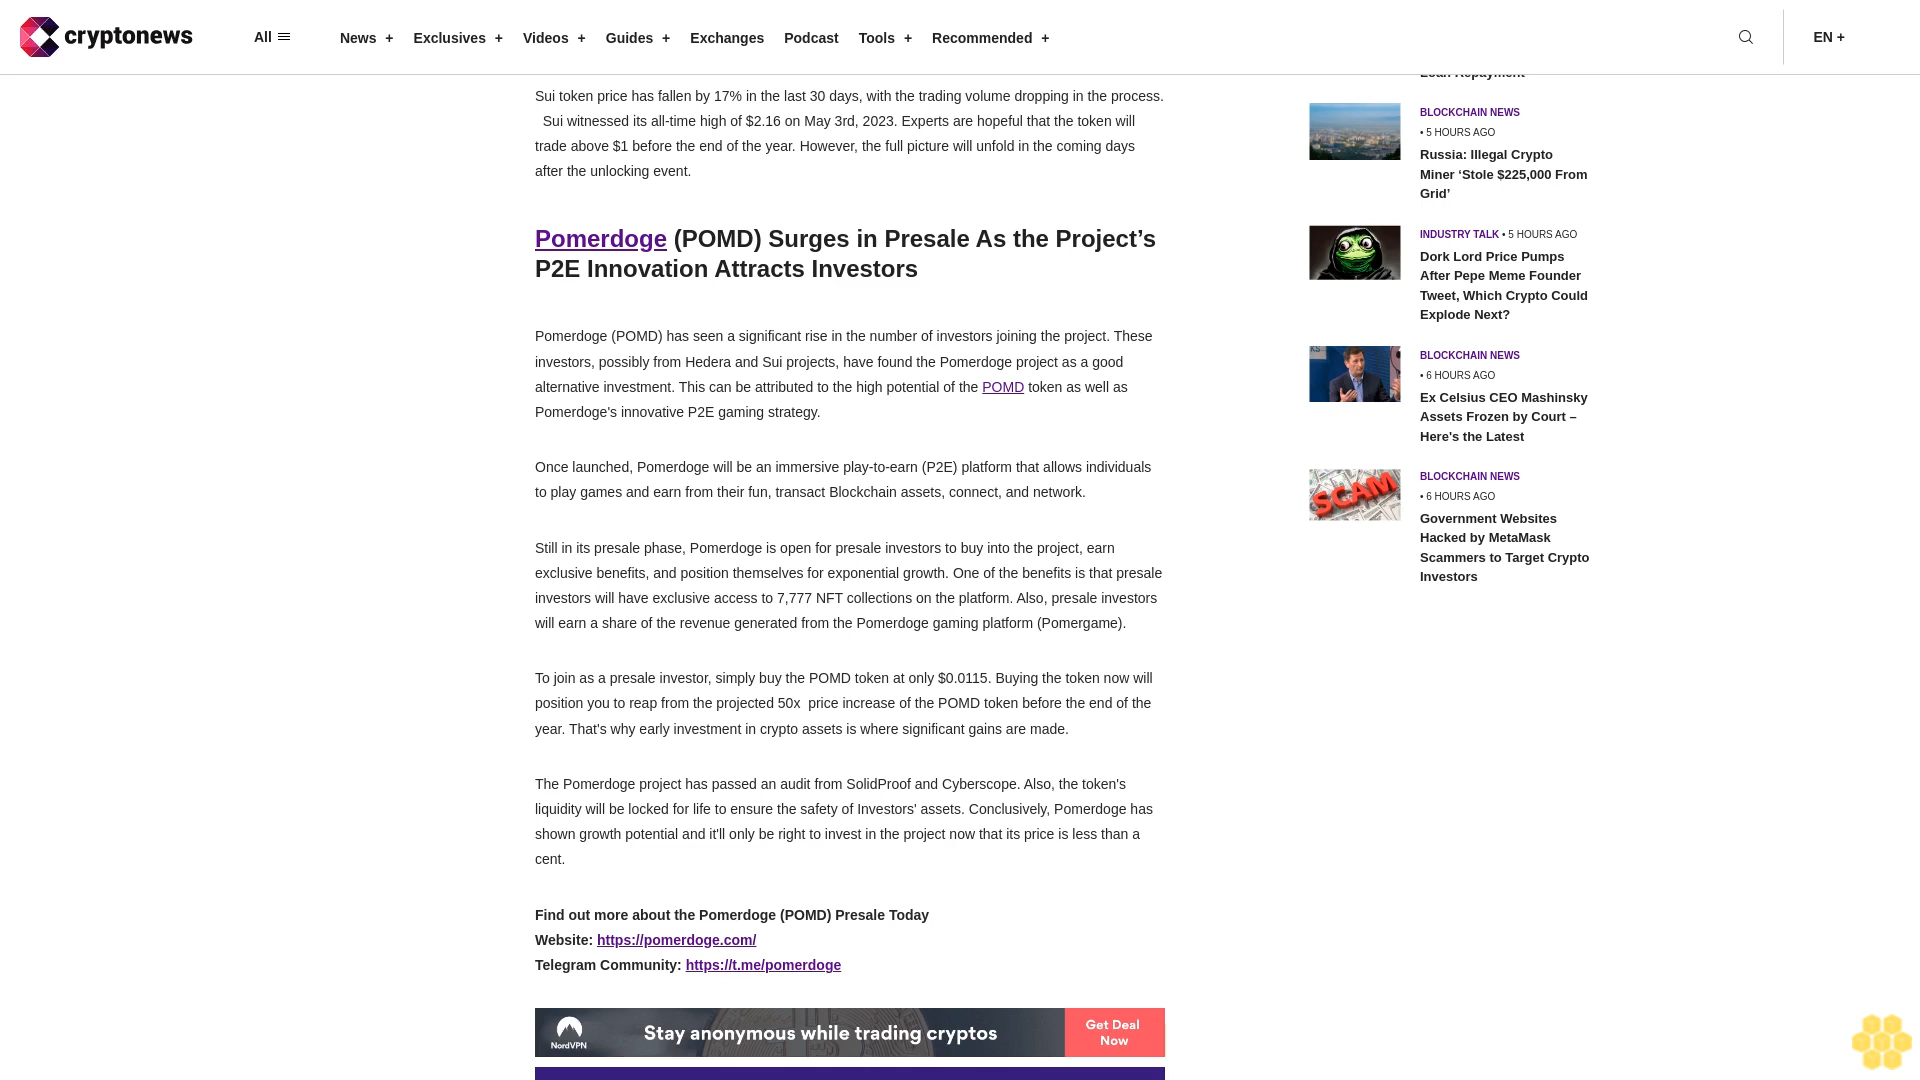 cryptonews
All
News +
Exclusives +
Videos +
Guides +
Exchanges
Podcast
Tools +
Recommended +
EN +
Sui token price has fallen by 17% in the last 30 days, with the trading volume dropping in the process.
Sui witnessed its all-time high of $2.16 on May 3rd, 2023. Experts are hopeful that the token will
trade above $1 before the end of the year. However, the full picture will unfold in the coming days
after the unlocking event.
Pomerdoge (POMD) Surges in Presale As the Project’s
P2E Innovation Attracts Investors
Pomerdoge (POMD) has seen a significant rise in the number of investors joining the project. These
investors, possibly from Hedera and Sui projects, have found the Pomerdoge project as a good
alternative investment. This can be attributed to the high potential of the POMD token as well as
Pomerdoge's innovative P2E gaming strategy.
Once launched, Pomerdoge will be an immersive play-to-earn (P2E) platform that allows individuals
to play games and earn from their fun, transact Blockchain assets, connect, and network.
Still in its presale phase, Pomerdoge is open for presale investors to buy into the project, earn
exclusive benefits, and position themselves for exponential growth. One of the benefits is that presale
investors will have exclusive access to 7,777 NFT collections on the platform. Also, presale investors
will earn a share of the revenue generated from the Pomerdoge gaming platform (Pomergame).
To join as a presale investor, simply buy the POMD token at only $0.0115. Buying the token now will
position you to reap from the projected 50x  price increase of the POMD token before the end of the
year. That's why early investment in crypto assets is where significant gains are made.
The Pomerdoge project has passed an audit from SolidProof and Cyberscope. Also, the token's
liquidity will be locked for life to ensure the safety of Investors' assets. Conclusively, Pomerdoge has
shown growth potential and it'll only be right to invest in the project now that its price is less than a
cent.
Find out more about the Pomerdoge (POMD) Presale Today
Website: https://pomerdoge.com/
Telegram Community: https://t.me/pomerdoge
NordVPN
Stay anonymous while trading cryptos
Get Deal
Now
Loan Repayment
BLOCKCHAIN NEWS
• 5 HOURS AGO
Russia: Illegal Crypto
Miner ‘Stole $225,000 From
Grid’
INDUSTRY TALK • 5 HOURS AGO
Dork Lord Price Pumps
After Pepe Meme Founder
Tweet, Which Crypto Could
Explode Next?
KS
BLOCKCHAIN NEWS
• 6 HOURS AGO
Ex Celsius CEO Mashinsky
Assets Frozen by Court –
Here's the Latest
SCAM
BLOCKCHAIN NEWS
• 6 HOURS AGO
Government Websites
Hacked by MetaMask
Scammers to Target Crypto
Investors